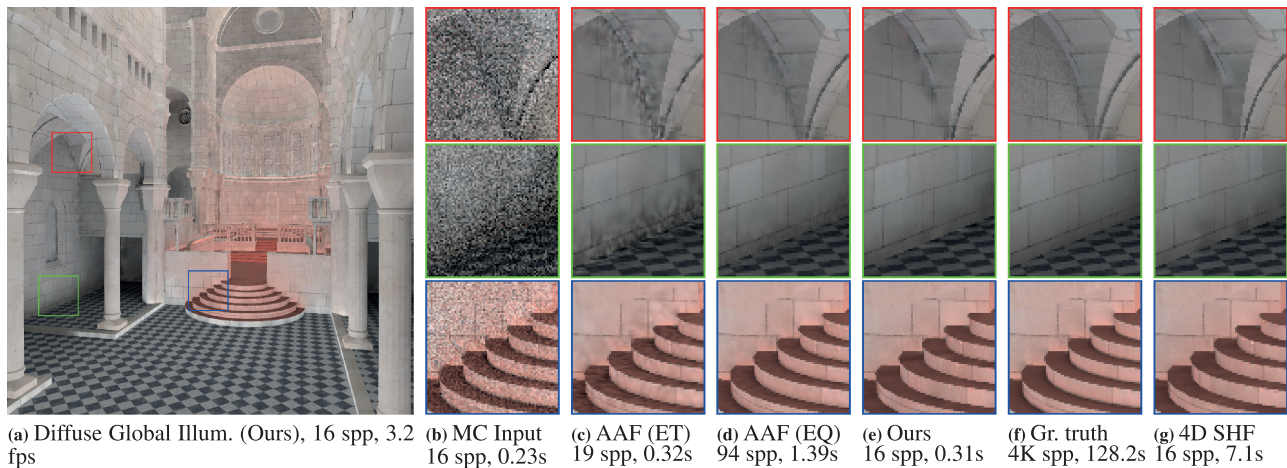 (a) Diffuse Global Illum. (Ours), 16 spp, 3.2
fps
(b) MC Input
16 spp, 0.23s
(c) AAF (ET)
19 spp, 0.32s
(d) AAF (EQ)
94 spp, 1.39s
(e) Ours
16 spp, 0.31s
(f) Gr. truth
4K spp, 128.2s
(g) 4D SHF
16 spp, 7.1s